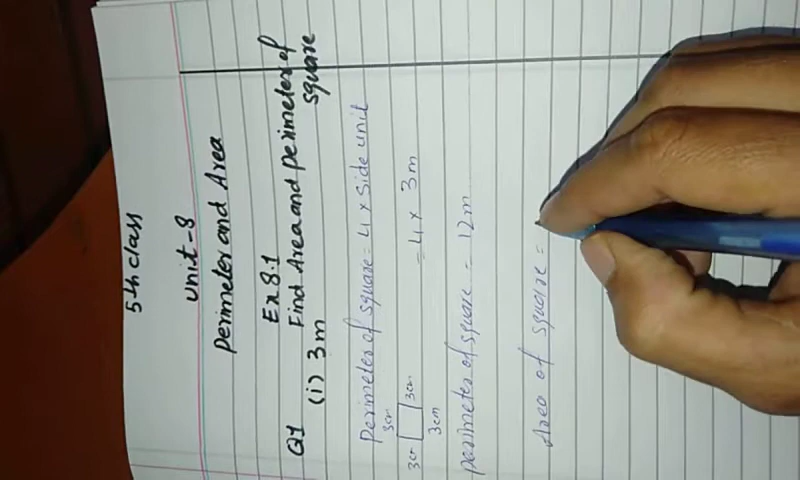 5th class
Unit-8
Perimeter and Area
Ex 8.1
Q1 Find Area and Perimeter of
square
(i) 3m
Perimeter of square = 4 x side unit
3cm
3cm 3cm
= 4 x 3m
3cm
perimeter of square = 12m
Area of square =